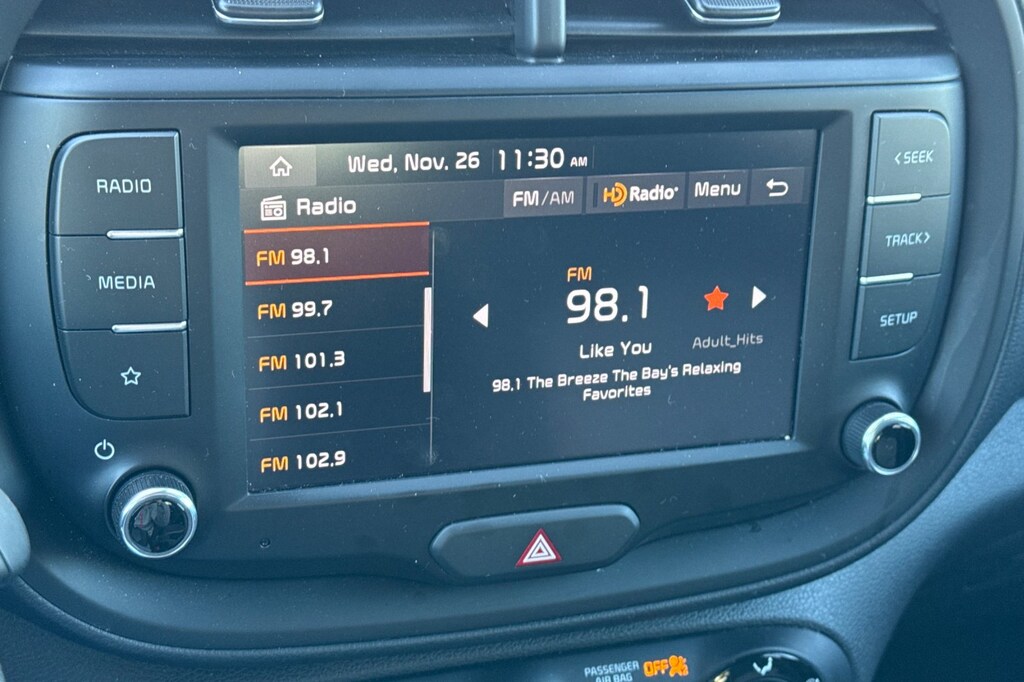 RADIO
MEDIA
Wed, Nov. 26 11:30 AM
Radio FM/AM HD Radio Menu
FM 98.1
FM 99.7
FM 101.3
FM 102.1
FM 102.9
FM
98.1
Like You
Adult_Hits
98.1 The Breeze The Bay's Relaxing
Favorites
< SEEK
TRACK >
SETUP
PASSENGER
AIR BAG
OFF